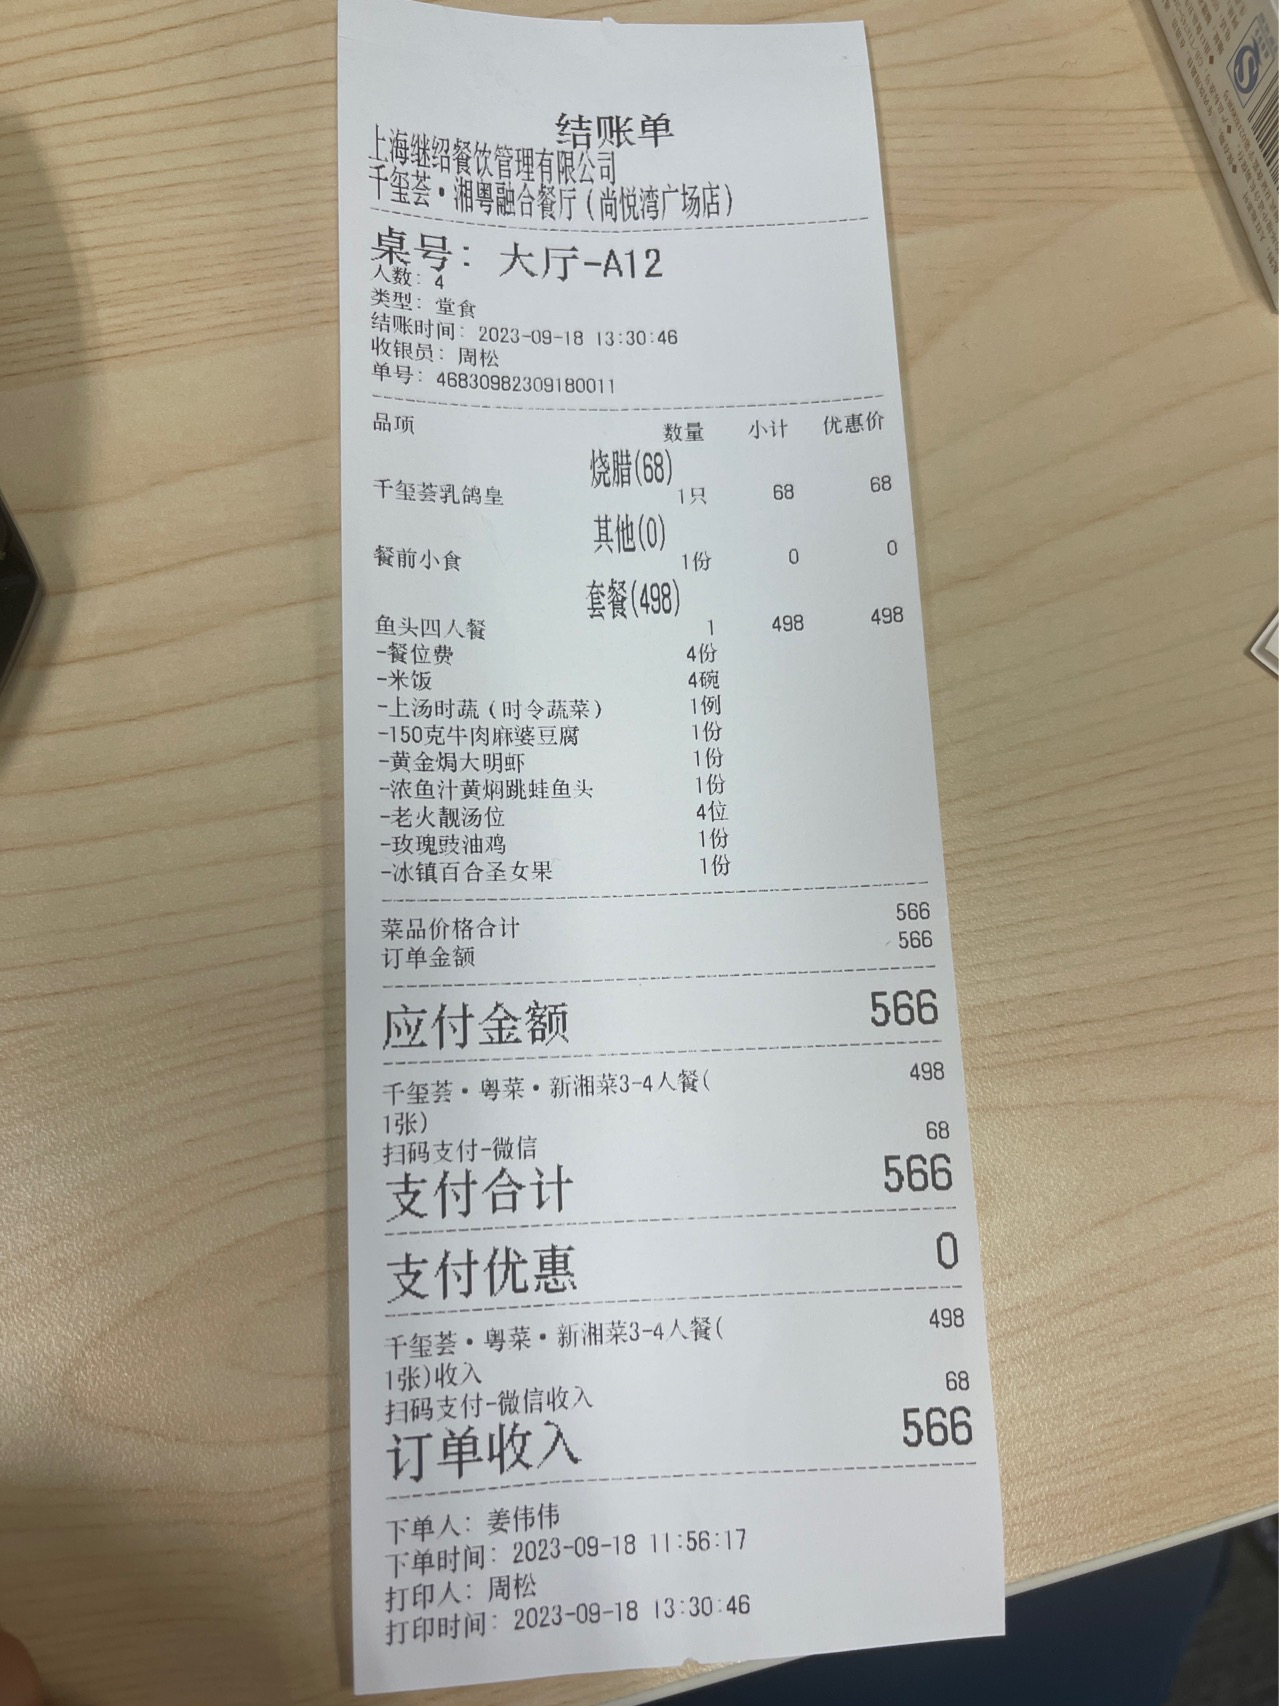 结账单
上海继绍餐饮管理有限公司
千玺荟·湘粤融合餐厅(尚悦湾广场店)
桌号: 大厅-A12
人数: 4
类型: 堂食
结账时间: 2023-09-18 13:30:46
收银员: 周松
单号: 46830982309180011
品项 数量 小计 优惠价
烧腊(68)
千玺荟乳鸽皇 1只 68 68
其他(0)
餐前小食 1份 0 0
套餐(498)
鱼头四人餐 1 498 498
-餐位费 4份
-米饭 4碗
-上汤时蔬(时令蔬菜) 1例
-150克牛肉麻婆豆腐 1份
-黄金焗大明虾 1份
-浓鱼汁黄焖跳蛙鱼头 1份
-老火靓汤位 4位
-玫瑰豉油鸡 1份
-冰镇百合圣女果 1份
菜品价格合计 566
订单金额 566
应付金额 566
千玺荟·粤菜·新湘菜3-4人餐( 498
1张)
扫码支付-微信 68
支付合计 566
支付优惠 0
千玺荟·粤菜·新湘菜3-4人餐( 498
1张)收入
扫码支付-微信收入 68
订单收入 566
下单人: 姜伟伟
下单时间: 2023-09-18 11:56:17
打印人: 周松
打印时间: 2023-09-18 13:30:46